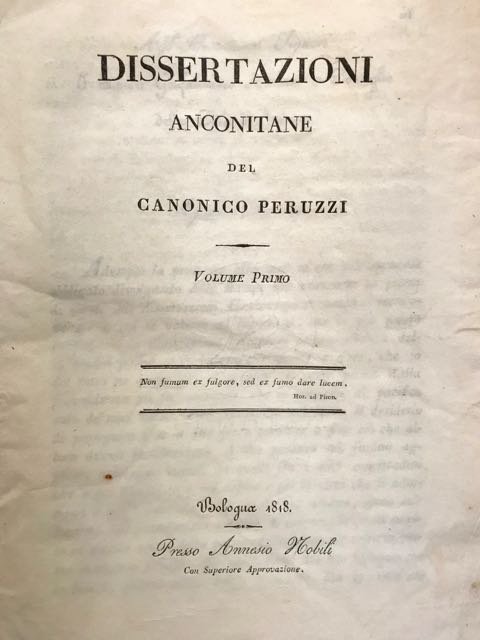 DISSERTAZIONI
ANCONITANE
DEL
CANONICO PERUZZI
VOLUME PRIMO
Non fumum ex fulgore, sed ex fumo dare lucem.
Hor. ad Pison.
Bologna 1818.
Presso Annesio Nobili
Con Superiore Approvazione.